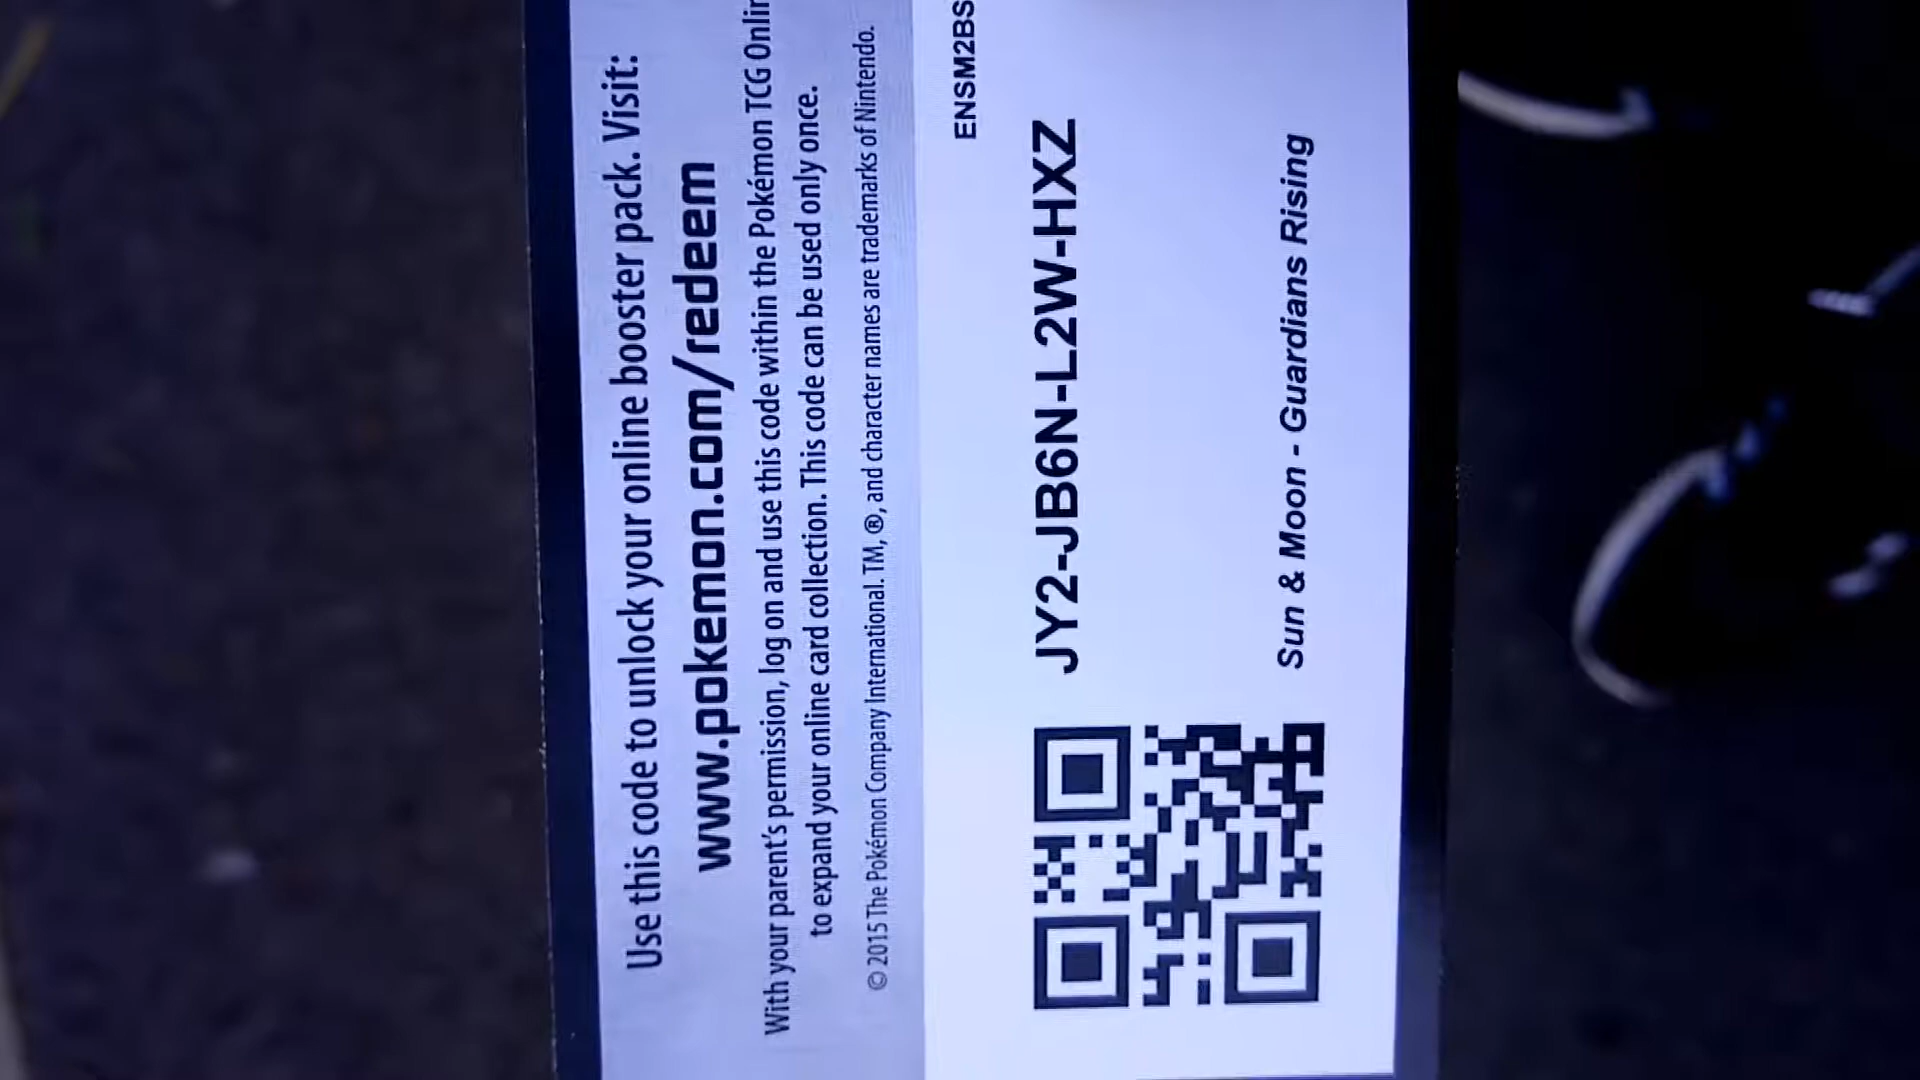 Use this code to unlock your online booster pack. Visit:
www.pokemon.com/redeem
With your parent's permission, log on and use this code within the Pokémon TCG Onlin
to expand your online card collection. This code can be used only once.
© 2015 The Pokémon Company International. TM, ®, and character names are trademarks of Nintendo.
ENSM2BS
JY2-JB6N-L2W-HXZ
Sun & Moon - Guardians Rising